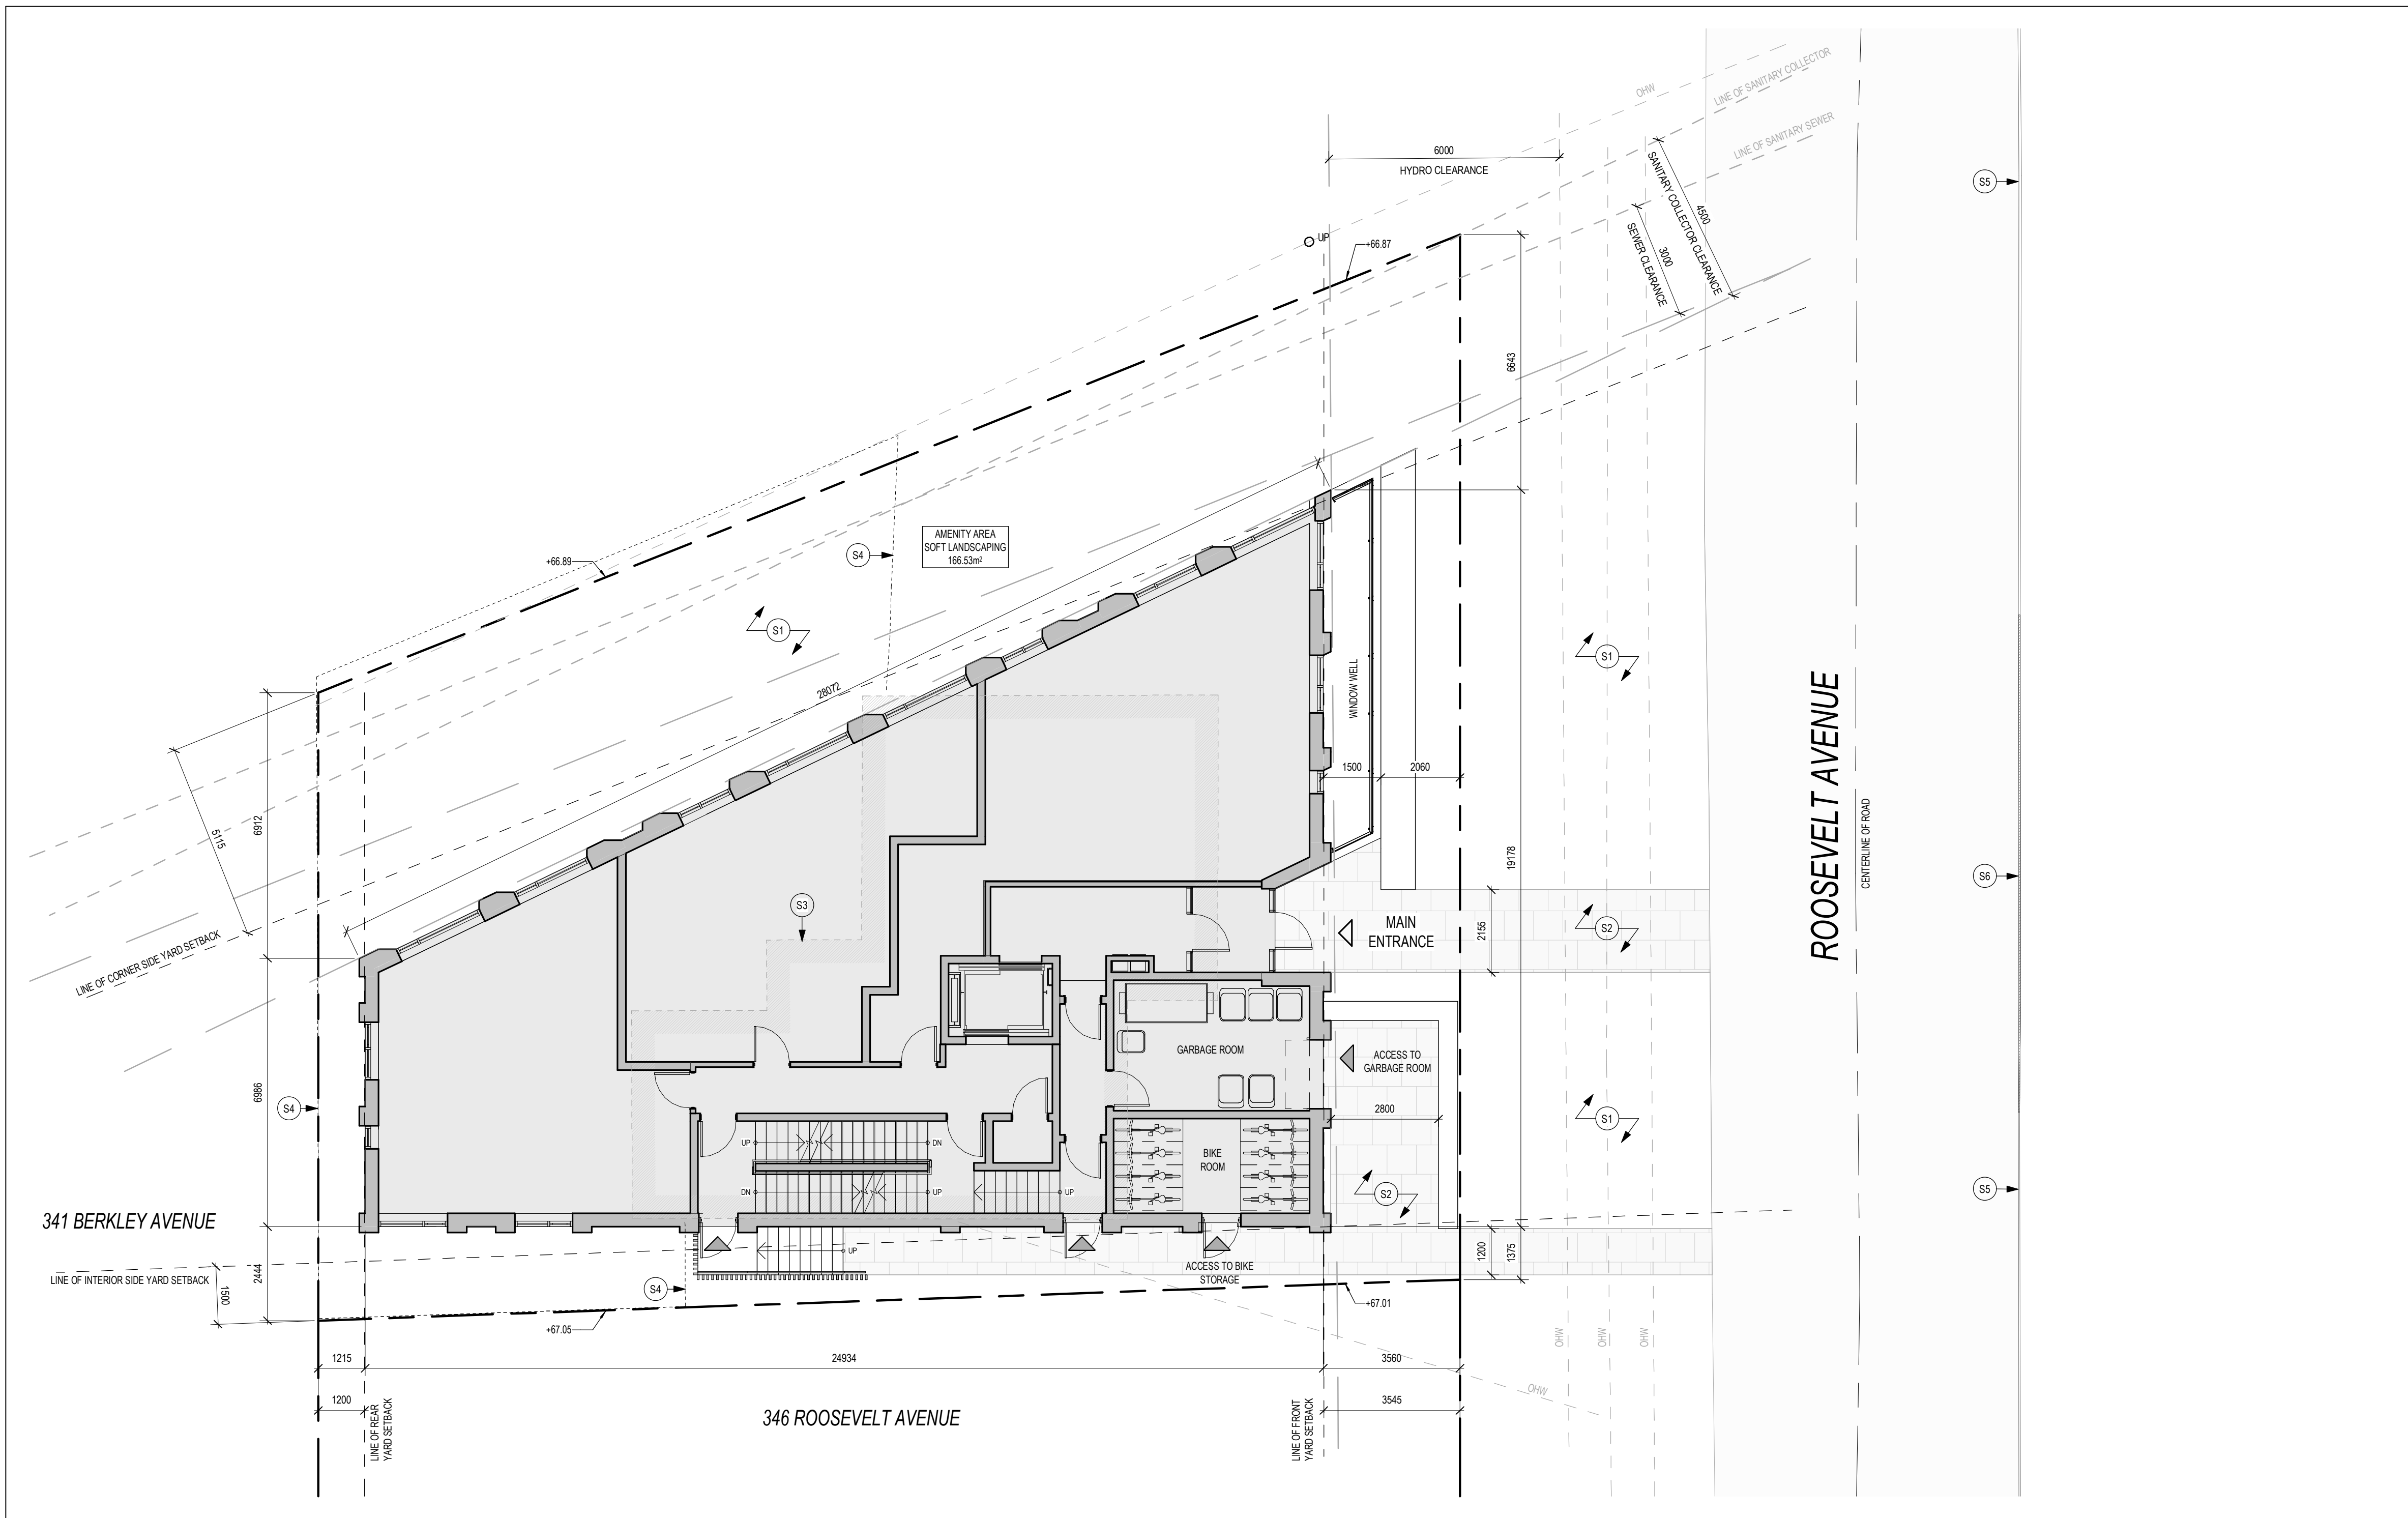 OHW
LINE OF SANITARY COLLECTOR
LINE OF SANITARY SEWER
6000
HYDRO CLEARANCE
4500
SANITARY COLLECTOR CLEARANCE
3000
SEWER CLEARANCE
S5
UP
+66.87
6643
AMENITY AREA
SOFT LANDSCAPING
166.53m²
S4
+66.89
S1
S1
28072
WINDOW WELL
1500
2060
ROOSEVELT AVENUE
CENTERLINE OF ROAD
6912
5115
19178
S6
S3
MAIN
ENTRANCE
2155
S2
LINE OF CORNER SIDE YARD SETBACK
GARBAGE ROOM
ACCESS TO
GARBAGE ROOM
6986
S4
2800
S1
UP
DN
BIKE
ROOM
DN
UP
UP
S2
S5
341 BERKLEY AVENUE
UP
LINE OF INTERIOR SIDE YARD SETBACK
1500
2444
ACCESS TO BIKE
STORAGE
1200
1375
S4
+67.05
+67.01
OHW
OHW
OHW
1215
24934
3560
OHW
1200
3545
LINE OF REAR
YARD SETBACK
346 ROOSEVELT AVENUE
LINE OF FRONT
YARD SETBACK